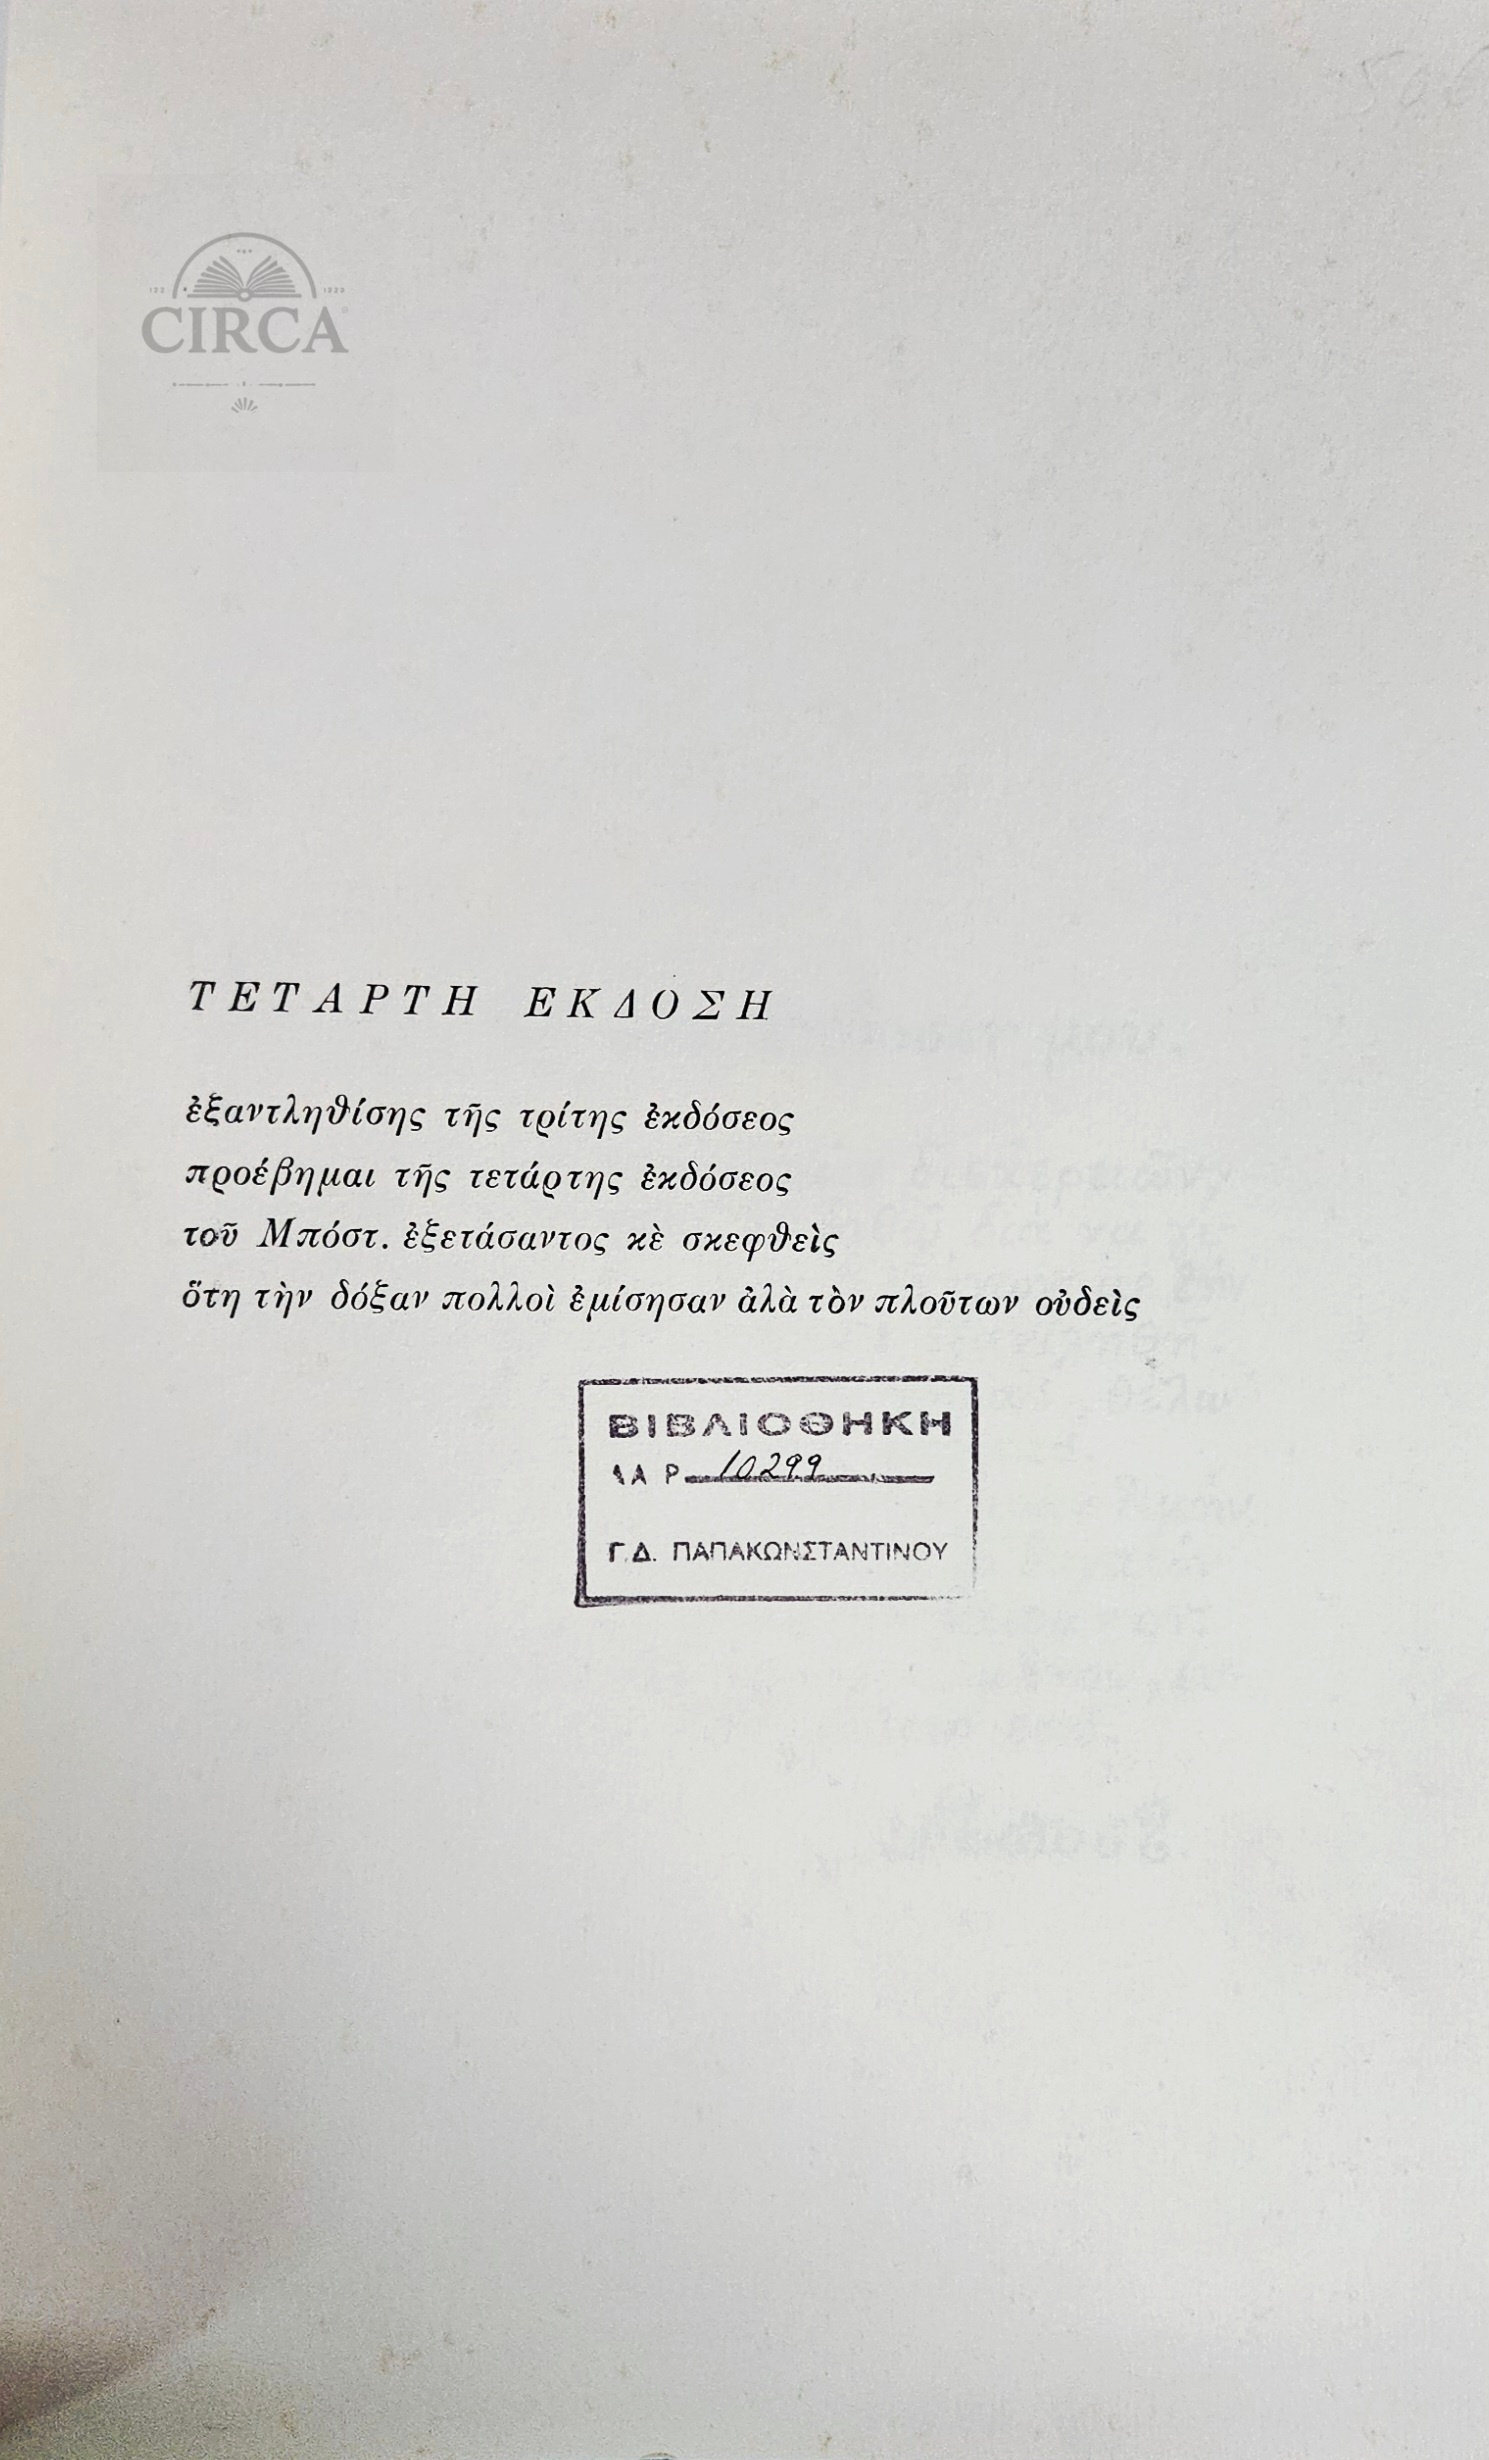 CIRCA
ΤΕΤΑΡΤΗ ΕΚΔΟΣΗ
ἐξαντληθίσης τῆς τρίτης ἐκδόσεος
προέβημαι τῆς τετάρτης ἐκδόσεος
τοῦ Μπόστ. ἐξετάσαντος κὲ σκεφθεὶς
ὅτη τὴν δόξαν πολλοὶ ἐμίσησαν ἀλὰ τὸν πλοῦτων οὐδεὶς
ΒΙΒΛΙΟΘΗΚΗ
ΑΡ 10299
Γ.Δ. ΠΑΠΑΚΩΝΣΤΑΝΤΙΝΟΥ